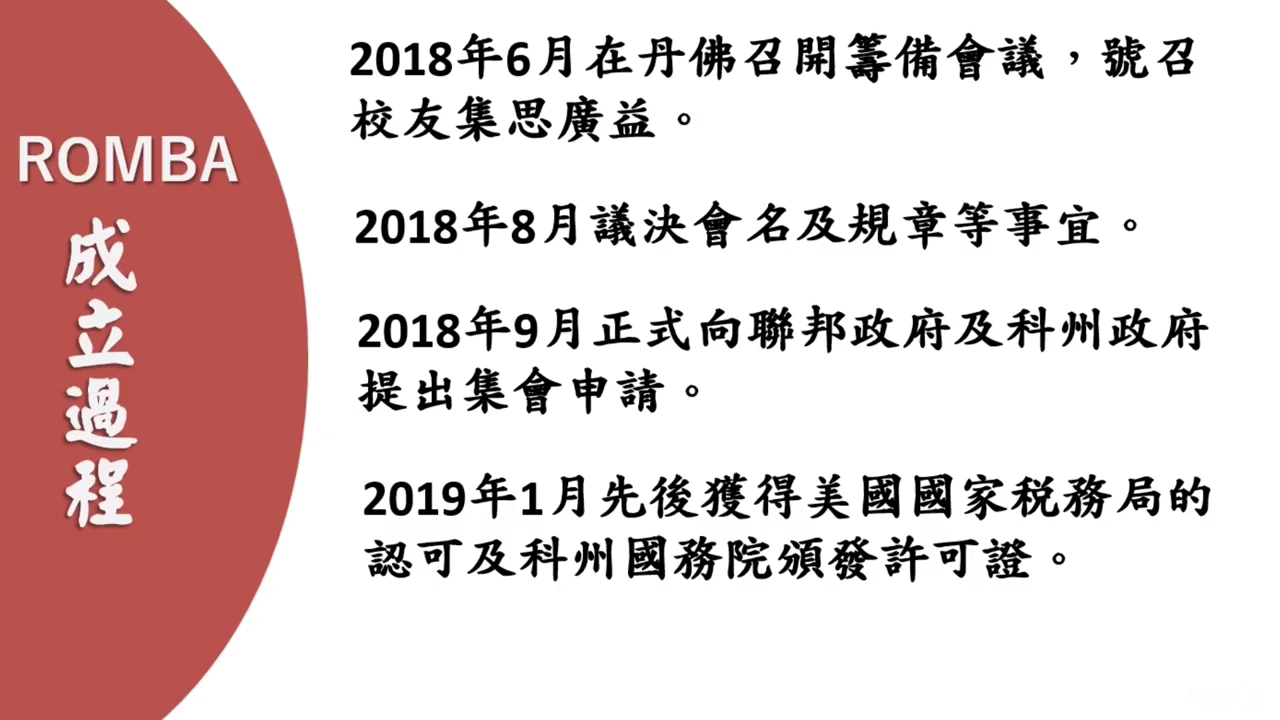 ROMBA
成立過程
2018年6月在丹佛召開籌備會議，號召
校友集思廣益。
2018年8月議決會名及規章等事宜。
2018年9月正式向聯邦政府及科州政府
提出集會申請。
2019年1月先後獲得美國國家税務局的
認可及科州國務院頒發許可證。